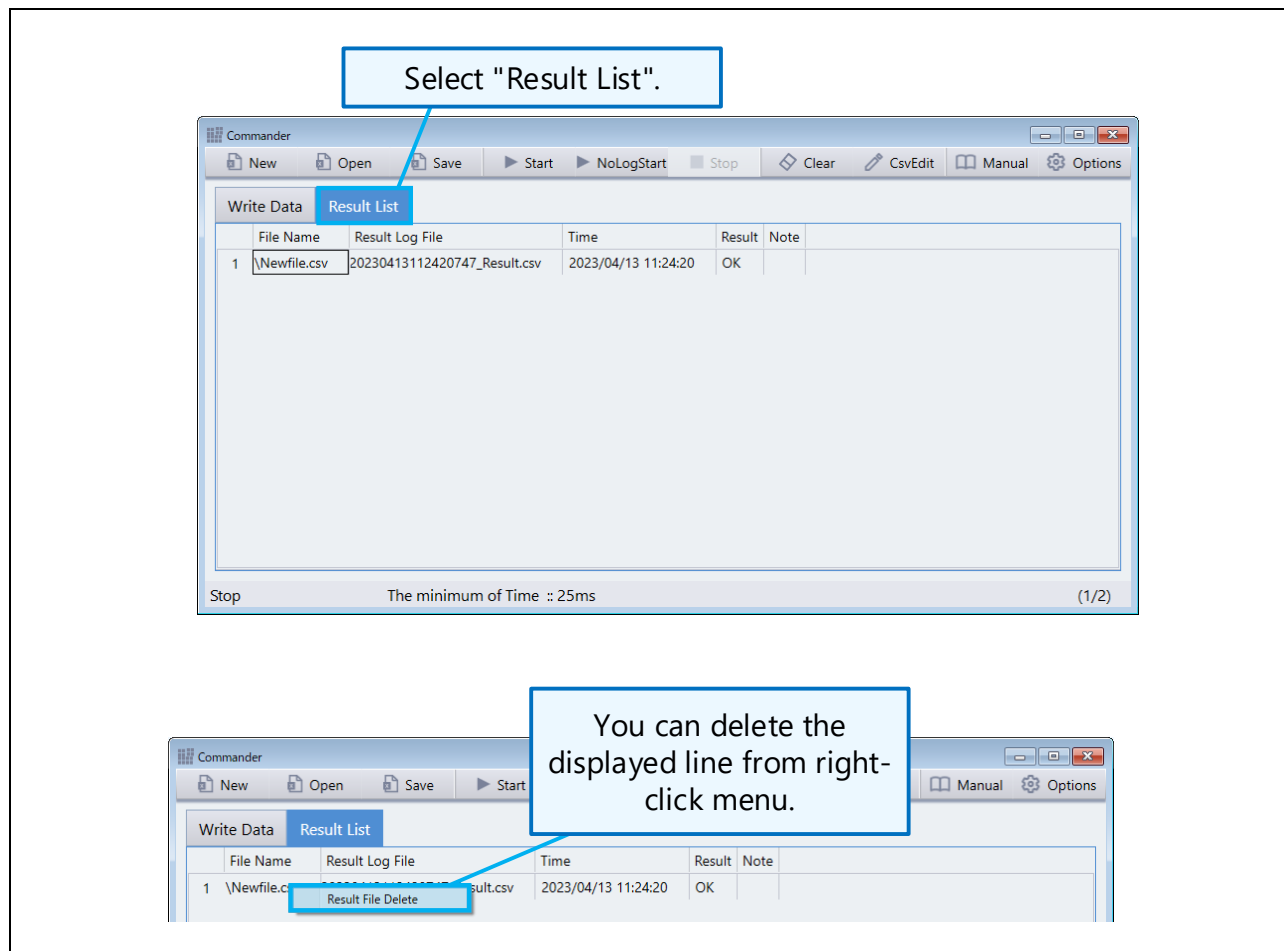 Select "Result List".
Commander
New Open Save Start NoLogStart Stop Clear CsvEdit Manual Options
Write Data Result List
File Name Result Log File Time Result Note
1 \Newfile.csv 20230413112420747_Result.csv 2023/04/13 11:24:20 OK
Stop The minimum of Time :: 25ms (1/2)
You can delete the
displayed line from right-
click menu.
Commander
New Open Save Start Manual Options
Write Data Result List
File Name Result Log File Time Result Note
1 \Newfile.c sult.csv 2023/04/13 11:24:20 OK
Result File Delete